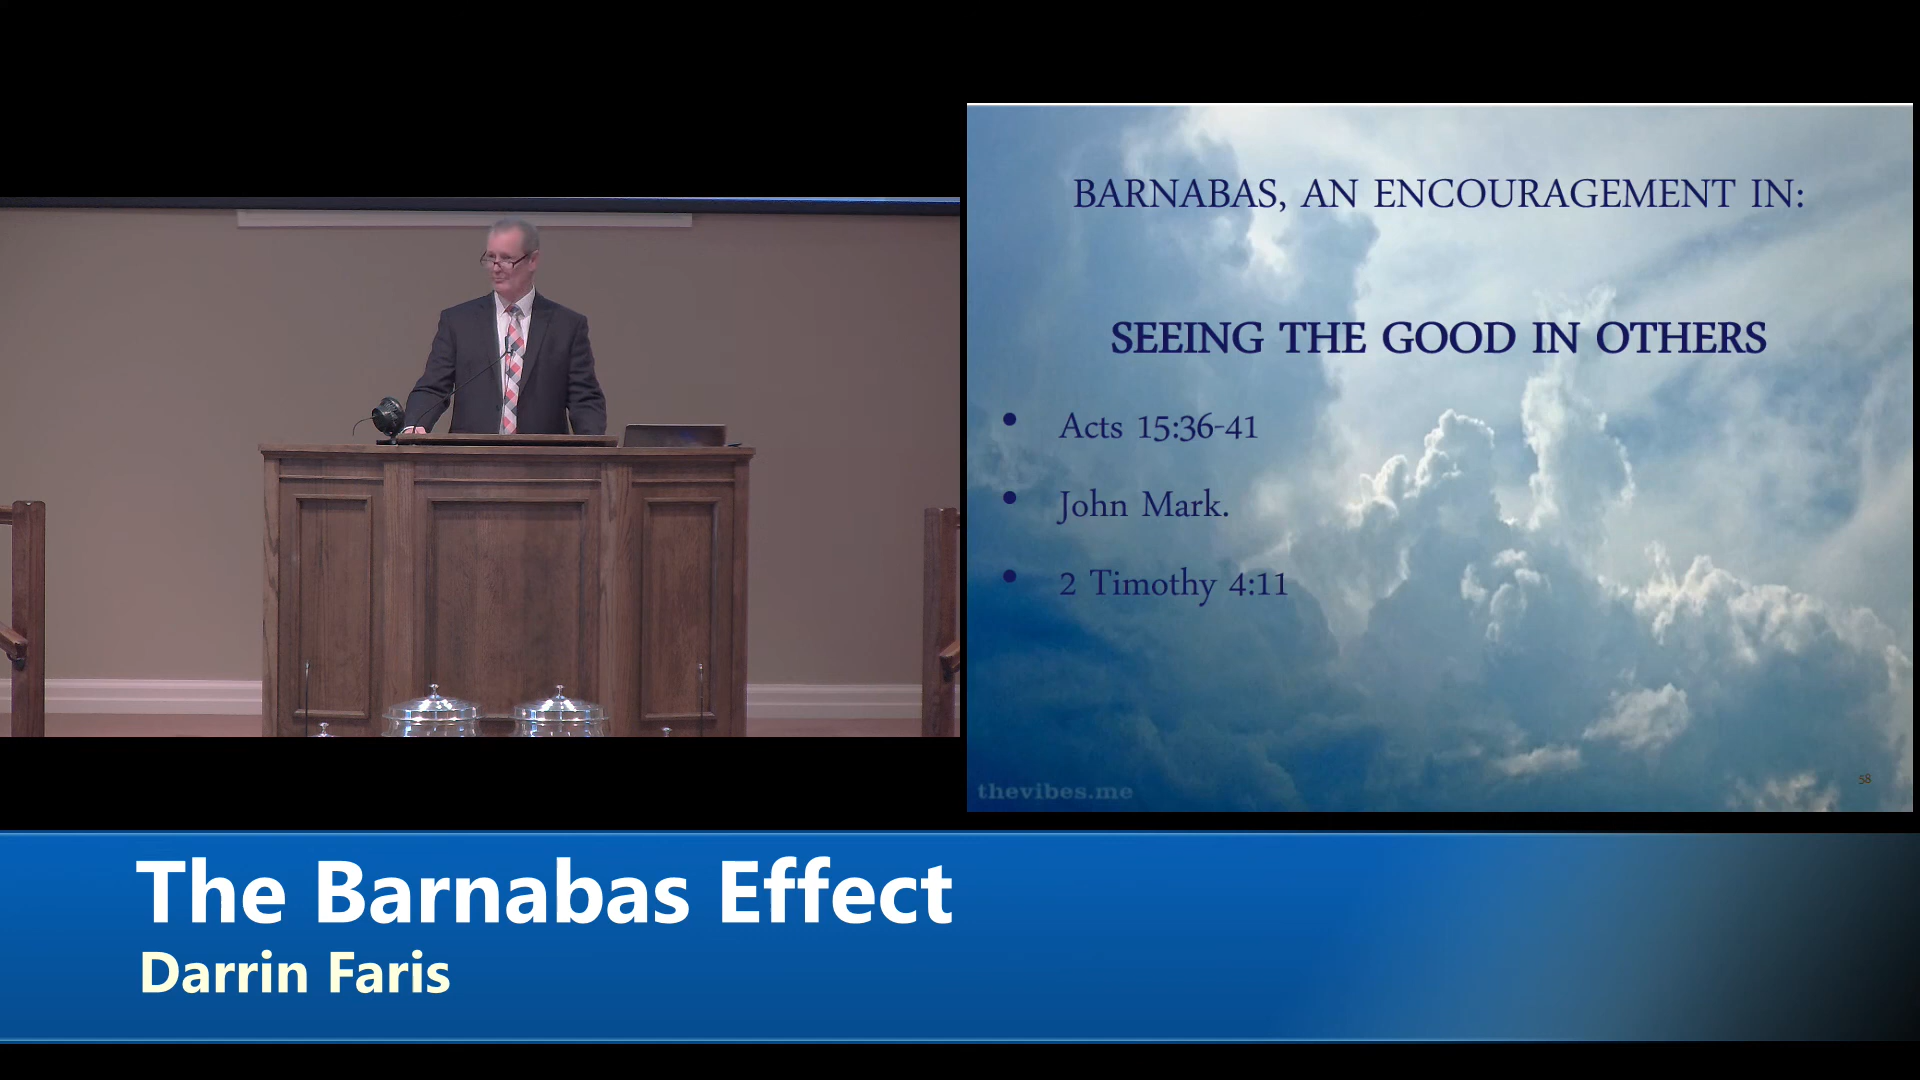 BARNABAS, AN ENCOURAGEMENT IN:
SEEING THE GOOD IN OTHERS
• Acts 15:36-41
• John Mark.
• 2 Timothy 4:11
58
thevibes.me
The Barnabas Effect
Darrin Faris